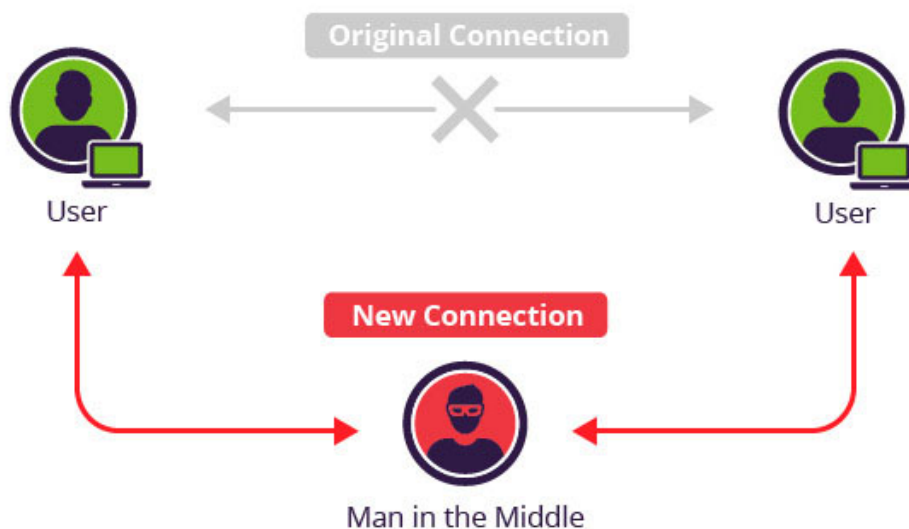 Original Connection
User
User
New Connection
Man in the Middle